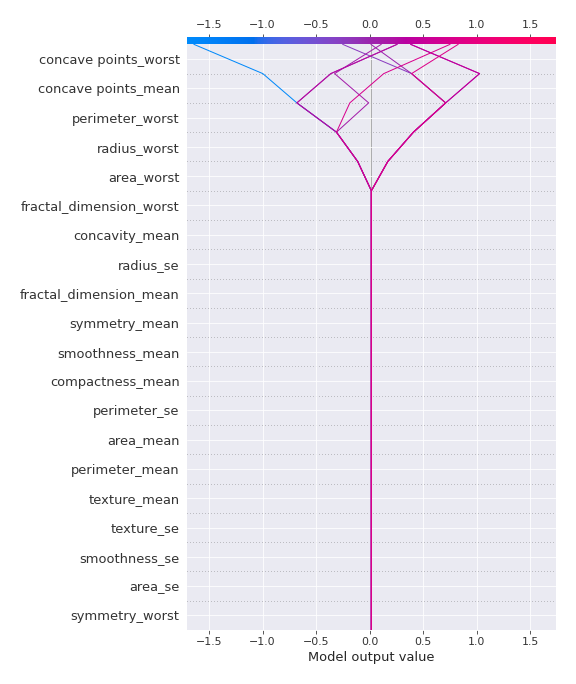 −1.5 −1.0 −0.5 0.0 0.5 1.0 1.5
concave points_worst
concave points_mean
perimeter_worst
radius_worst
area_worst
fractal_dimension_worst
concavity_mean
radius_se
fractal_dimension_mean
symmetry_mean
smoothness_mean
compactness_mean
perimeter_se
area_mean
perimeter_mean
texture_mean
texture_se
smoothness_se
area_se
symmetry_worst
−1.5 −1.0 −0.5 0.0 0.5 1.0 1.5
Model output value